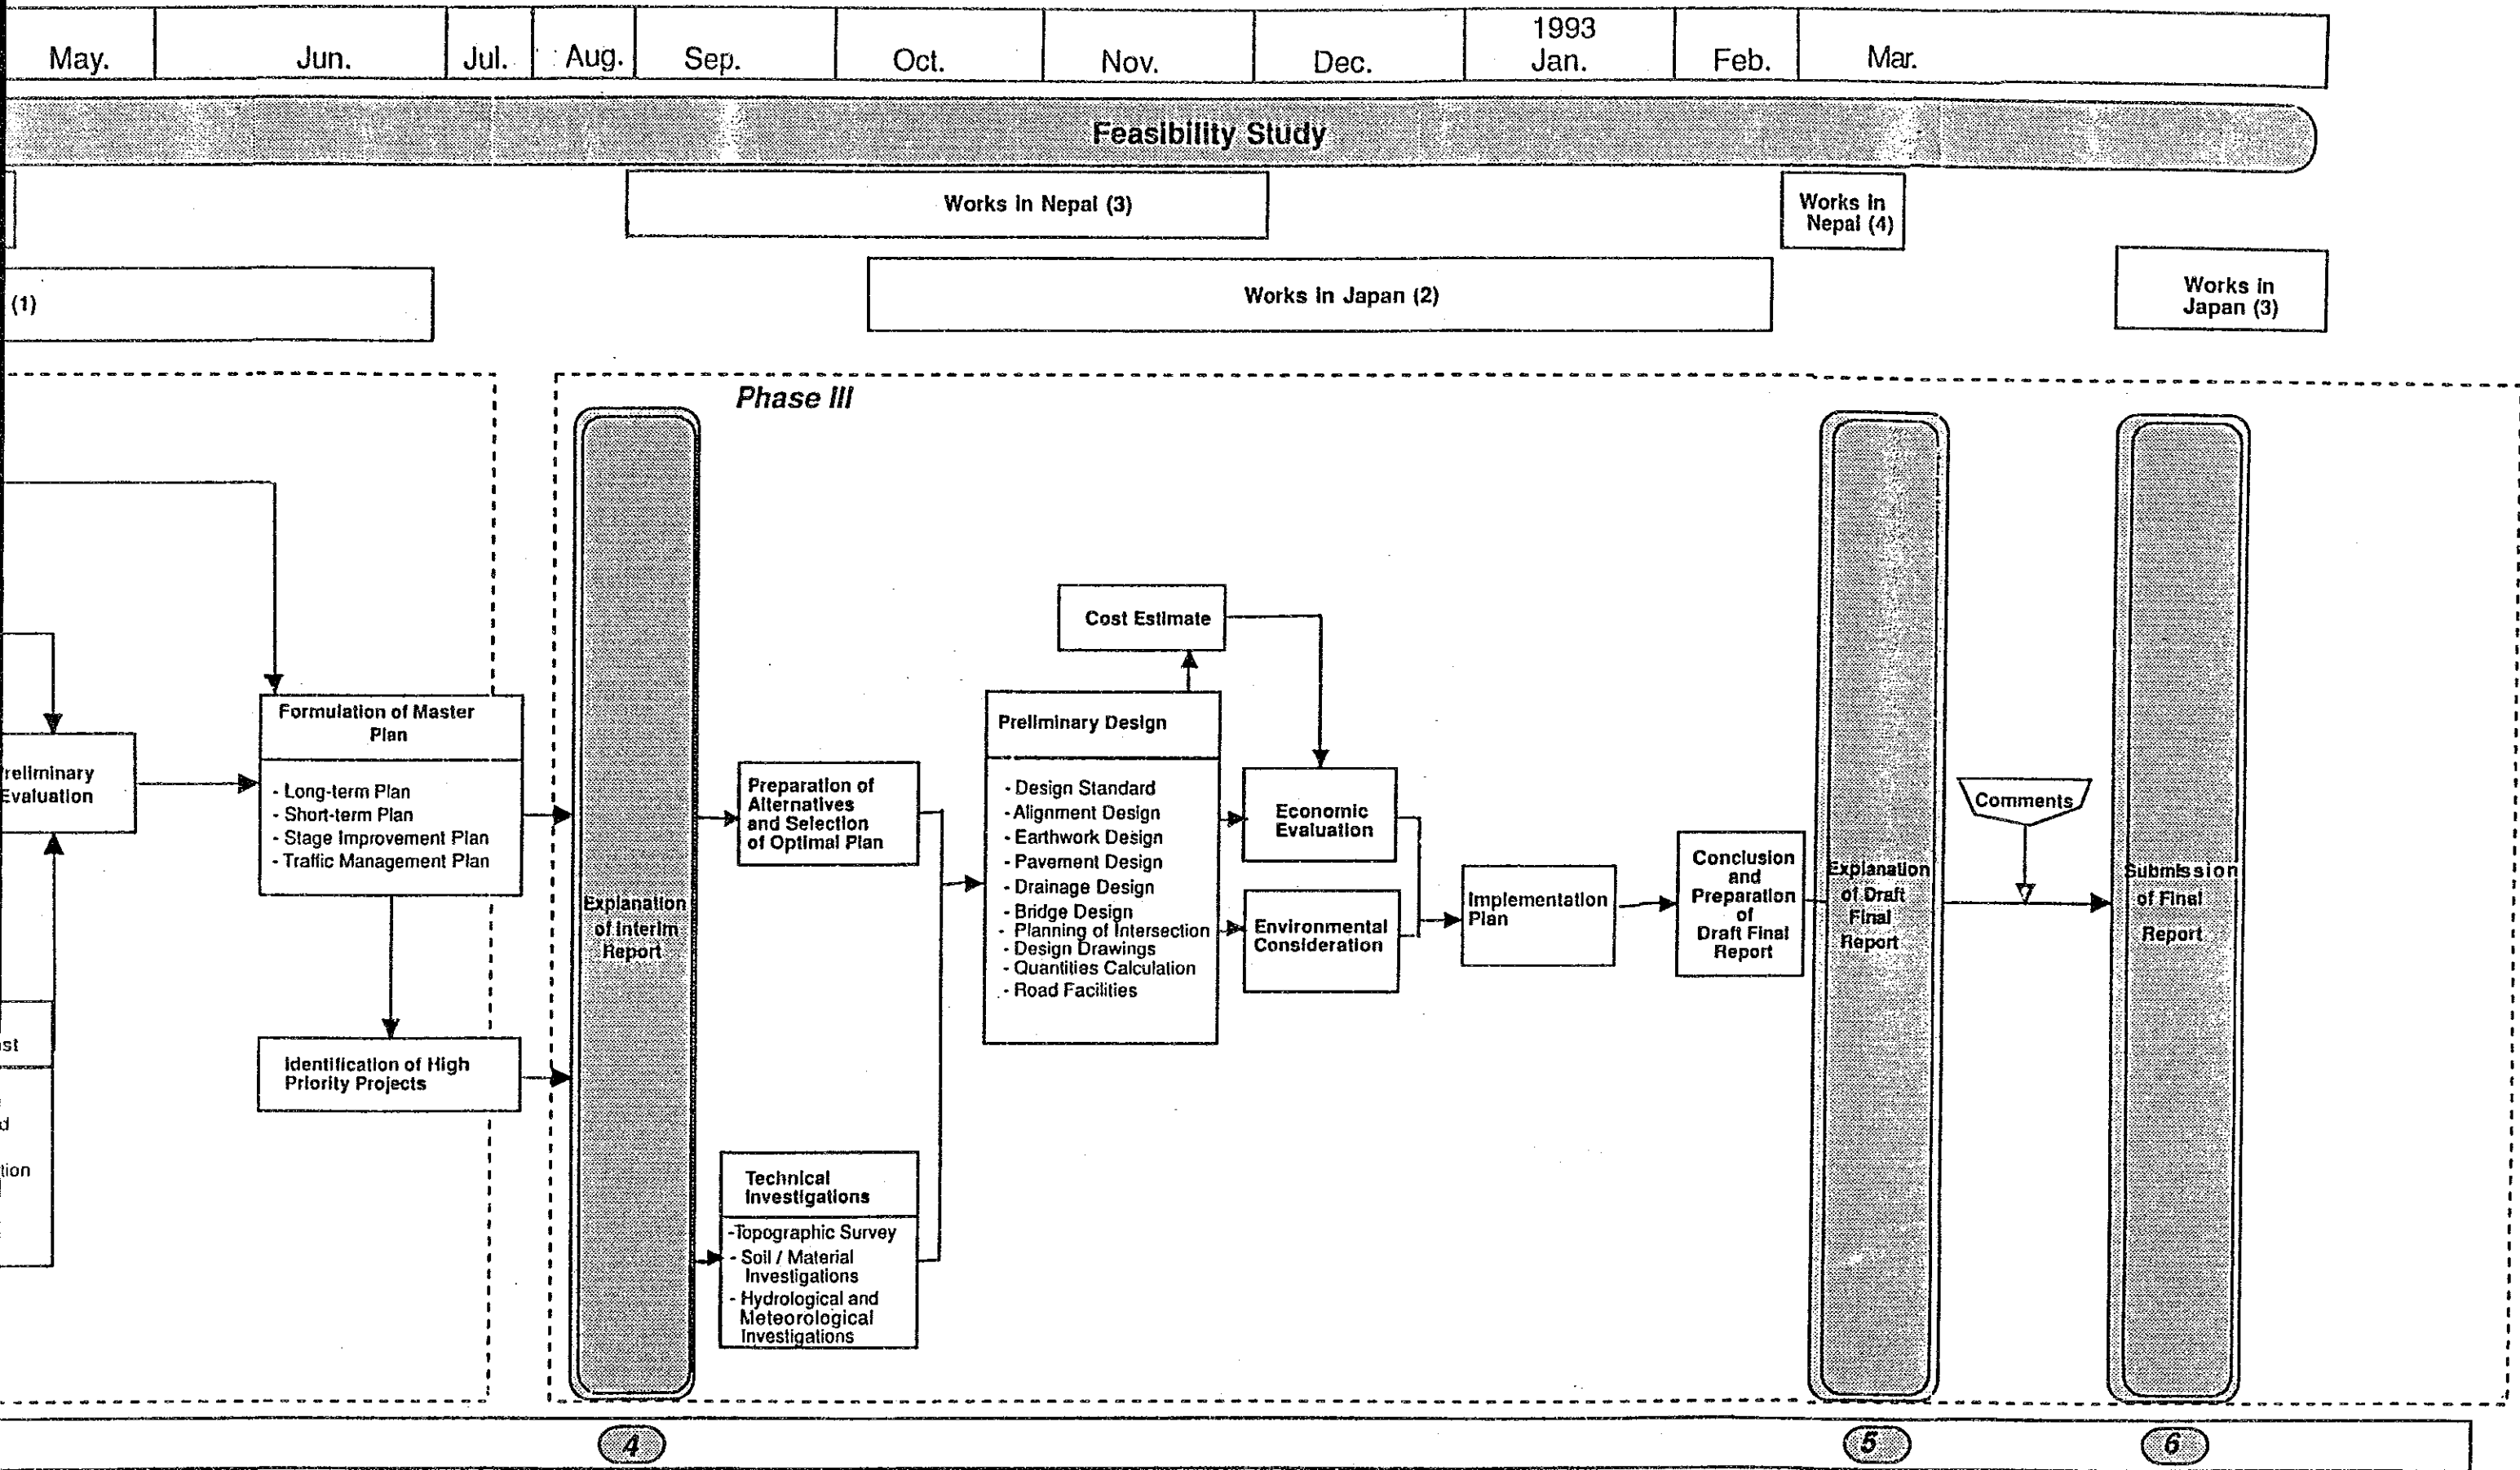 1993
May.
Jun.
Jul.
Aug.
Sep.
Oct.
Nov.
Dec.
Jan.
Feb.
Mar.
Feasibility Study
Works in Nepal (3)
Works in
Nepal (4)
(1)
Works in Japan (2)
Works in
Japan (3)
Phase III
Preliminary
Evaluation
Formulation of Master
Plan
- Long-term Plan
- Short-term Plan
- Stage Improvement Plan
- Traffic Management Plan
Identification of High
Priority Projects
Explanation
of Interim
Report
Preparation of
Alternatives
and Selection
of Optimal Plan
Technical
Investigations
-Topographic Survey
- Soil / Material
Investigations
- Hydrological and
Meteorological
Investigations
Cost Estimate
Preliminary Design
- Design Standard
- Alignment Design
- Earthwork Design
- Pavement Design
- Drainage Design
- Bridge Design
- Planning of Intersection
- Design Drawings
- Quantities Calculation
- Road Facilities
Economic
Evaluation
Environmental
Consideration
Implementation
Plan
Conclusion
and
Preparation
of
Draft Final
Report
Explanation
of Draft
Final
Report
Comments
Submission
of Final
Report
4
5
6